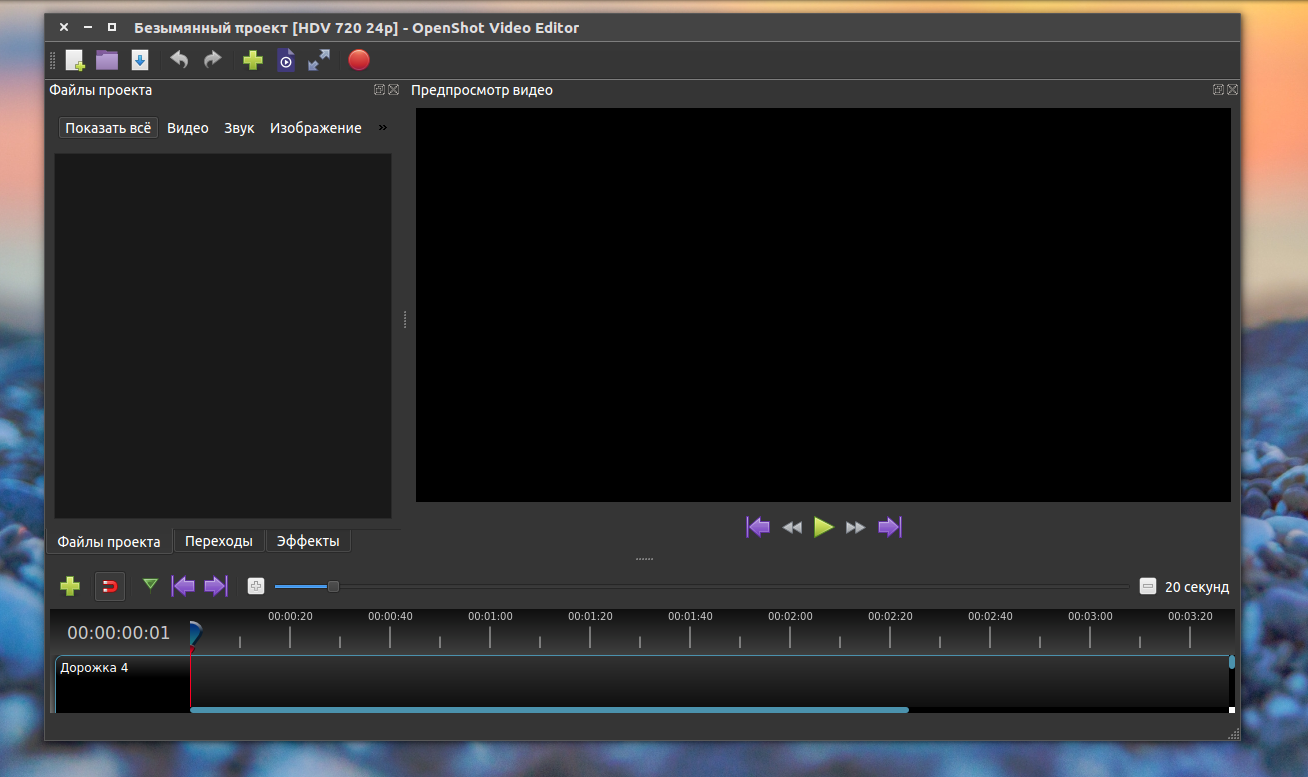 Безымянный проект [HDV 720 24p] - OpenShot Video Editor
Файлы проекта
Предпросмотр видео
Показать всё Видео Звук Изображение »
Файлы проекта Переходы Эффекты
20 секунд
00:00:20 00:00:40 00:01:00 00:01:20 00:01:40 00:02:00 00:02:20 00:02:40 00:03:00 00:03:20
00:00:00:01
Дорожка 4